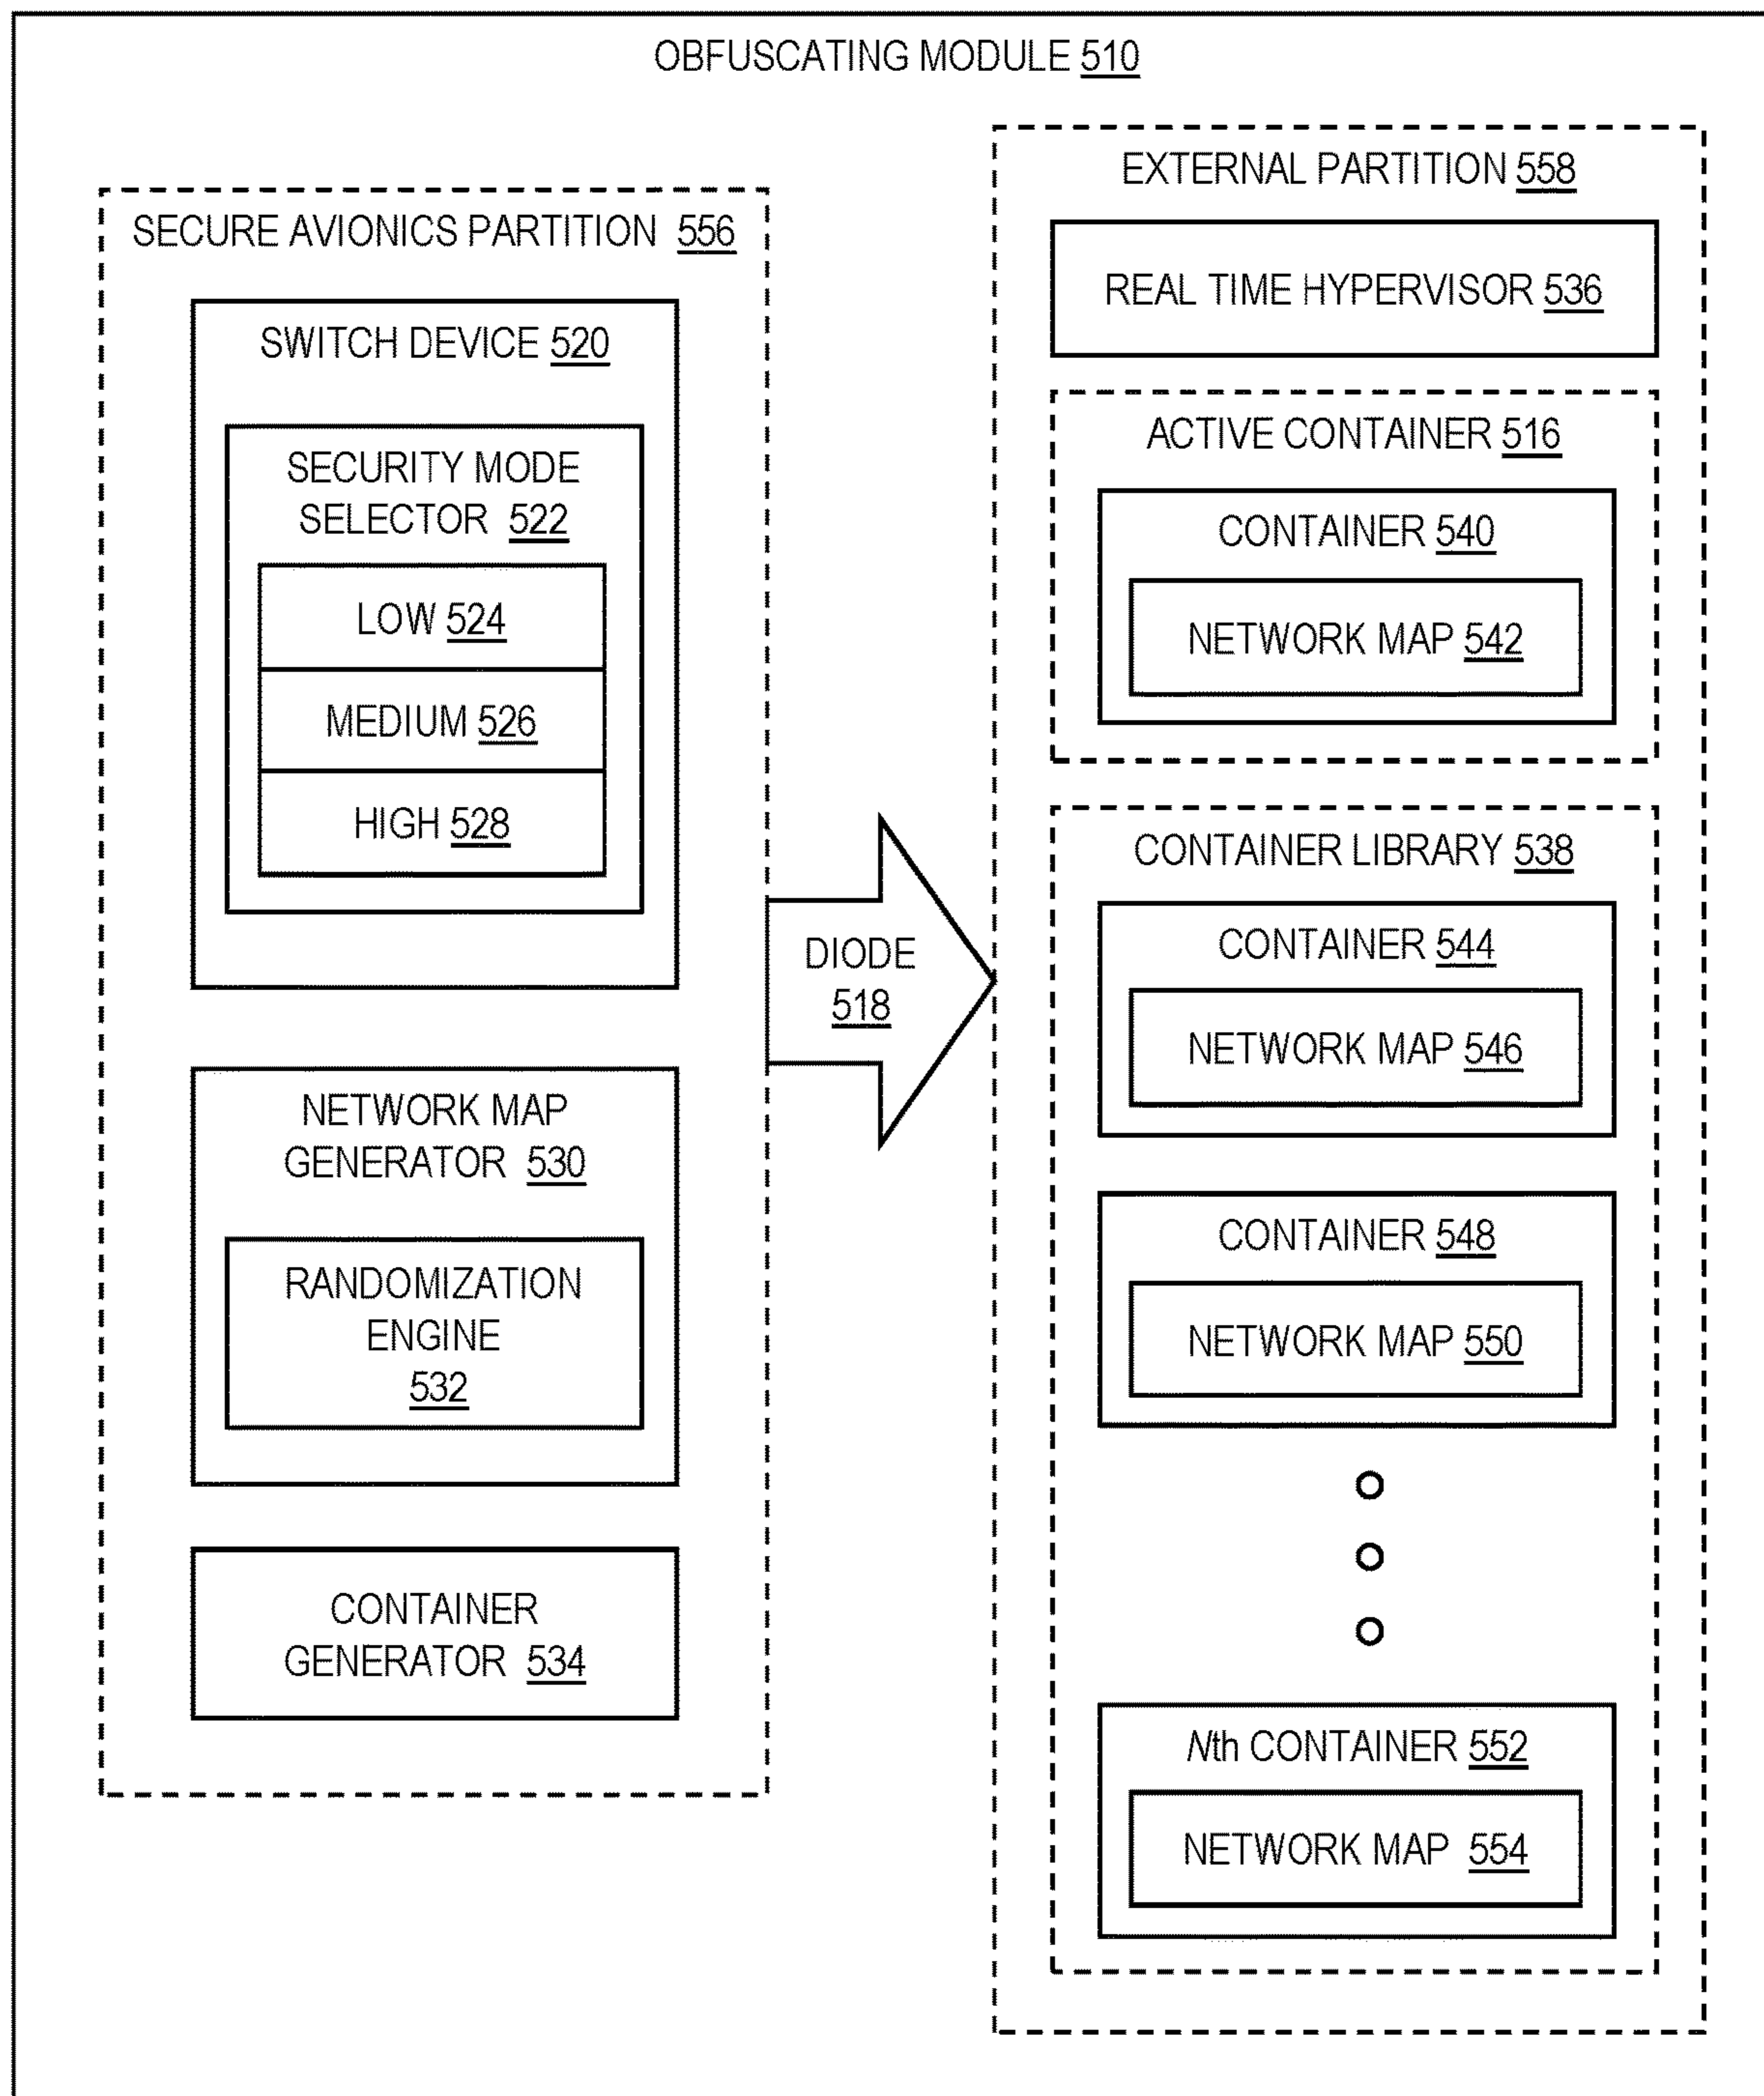 OBFUSCATING MODULE 510
SECURE AVIONICS PARTITION 556
SWITCH DEVICE 520
SECURITY MODE
SELECTOR 522
LOW 524
MEDIUM 526
HIGH 528
NETWORK MAP
GENERATOR 530
RANDOMIZATION
ENGINE
532
CONTAINER
GENERATOR 534
DIODE
518
EXTERNAL PARTITION 558
REAL TIME HYPERVISOR 536
ACTIVE CONTAINER 516
CONTAINER 540
NETWORK MAP 542
CONTAINER LIBRARY 538
CONTAINER 544
NETWORK MAP 546
CONTAINER 548
NETWORK MAP 550
Nth CONTAINER 552
NETWORK MAP 554